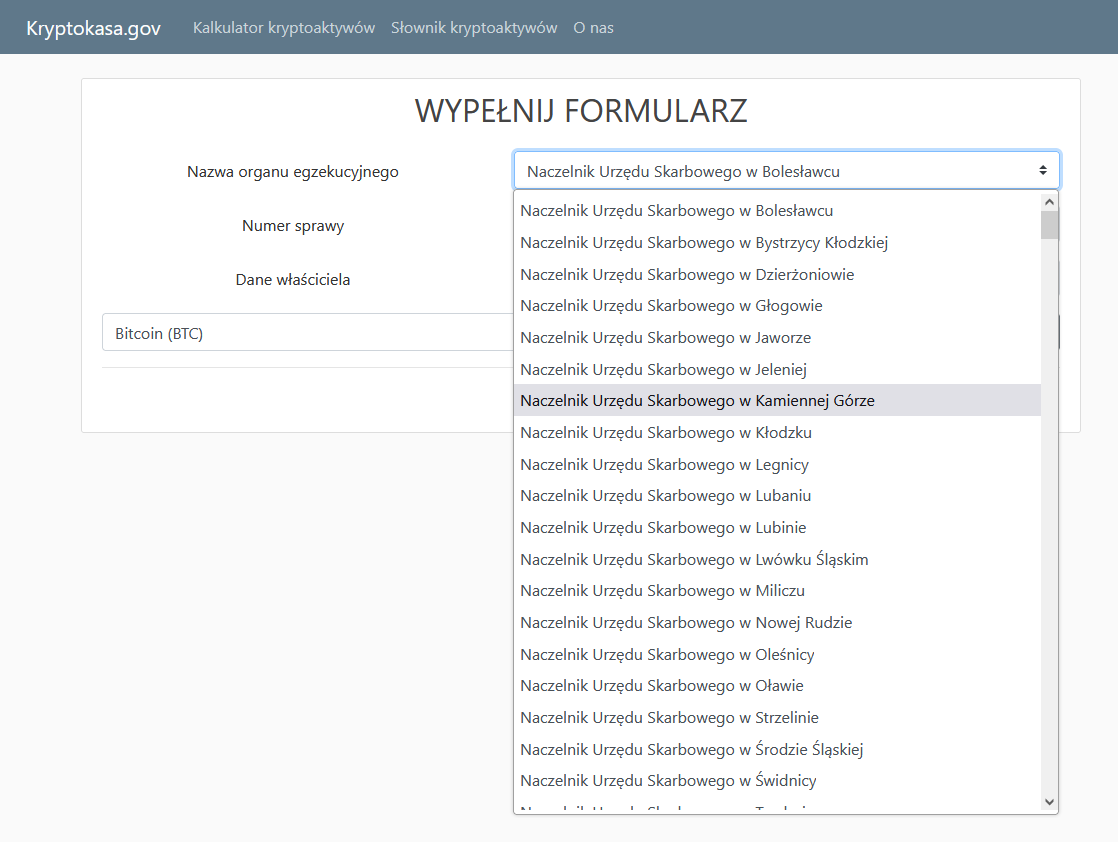 Kryptokasa.gov Kalkulator kryptoaktywów Słownik kryptoaktywów O nas
WYPEŁNIJ FORMULARZ
Nazwa organu egzekucyjnego
Naczelnik Urzędu Skarbowego w Bolesławcu
Numer sprawy
Dane właściciela
Bitcoin (BTC)
Naczelnik Urzędu Skarbowego w Bolesławcu
Naczelnik Urzędu Skarbowego w Bystrzycy Kłodzkiej
Naczelnik Urzędu Skarbowego w Dzierżoniowie
Naczelnik Urzędu Skarbowego w Głogowie
Naczelnik Urzędu Skarbowego w Jaworze
Naczelnik Urzędu Skarbowego w Jeleniej
Naczelnik Urzędu Skarbowego w Kamiennej Górze
Naczelnik Urzędu Skarbowego w Kłodzku
Naczelnik Urzędu Skarbowego w Legnicy
Naczelnik Urzędu Skarbowego w Lubaniu
Naczelnik Urzędu Skarbowego w Lubinie
Naczelnik Urzędu Skarbowego w Lwówku Śląskim
Naczelnik Urzędu Skarbowego w Miliczu
Naczelnik Urzędu Skarbowego w Nowej Rudzie
Naczelnik Urzędu Skarbowego w Oleśnicy
Naczelnik Urzędu Skarbowego w Oławie
Naczelnik Urzędu Skarbowego w Strzelinie
Naczelnik Urzędu Skarbowego w Środzie Śląskiej
Naczelnik Urzędu Skarbowego w Świdnicy